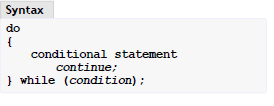 Syntax
do
{
conditional statement
continue;
} while (condition);